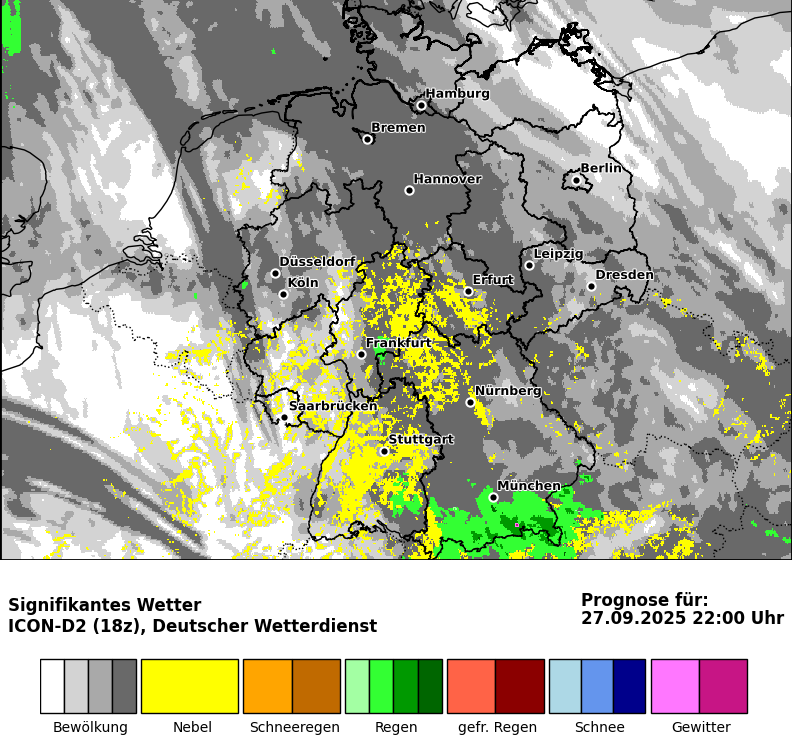 Hamburg
Bremen
Berlin
Hannover
Leipzig
Düsseldorf
Dresden
Köln
Erfurt
Frankfurt
Nürnberg
Saarbrücken
Stuttgart
München
Signifikantes Wetter
ICON-D2 (18z), Deutscher Wetterdienst
Prognose für:
27.09.2025 22:00 Uhr
Bewölkung
Nebel
Schneeregen
Regen
gefr. Regen
Schnee
Gewitter